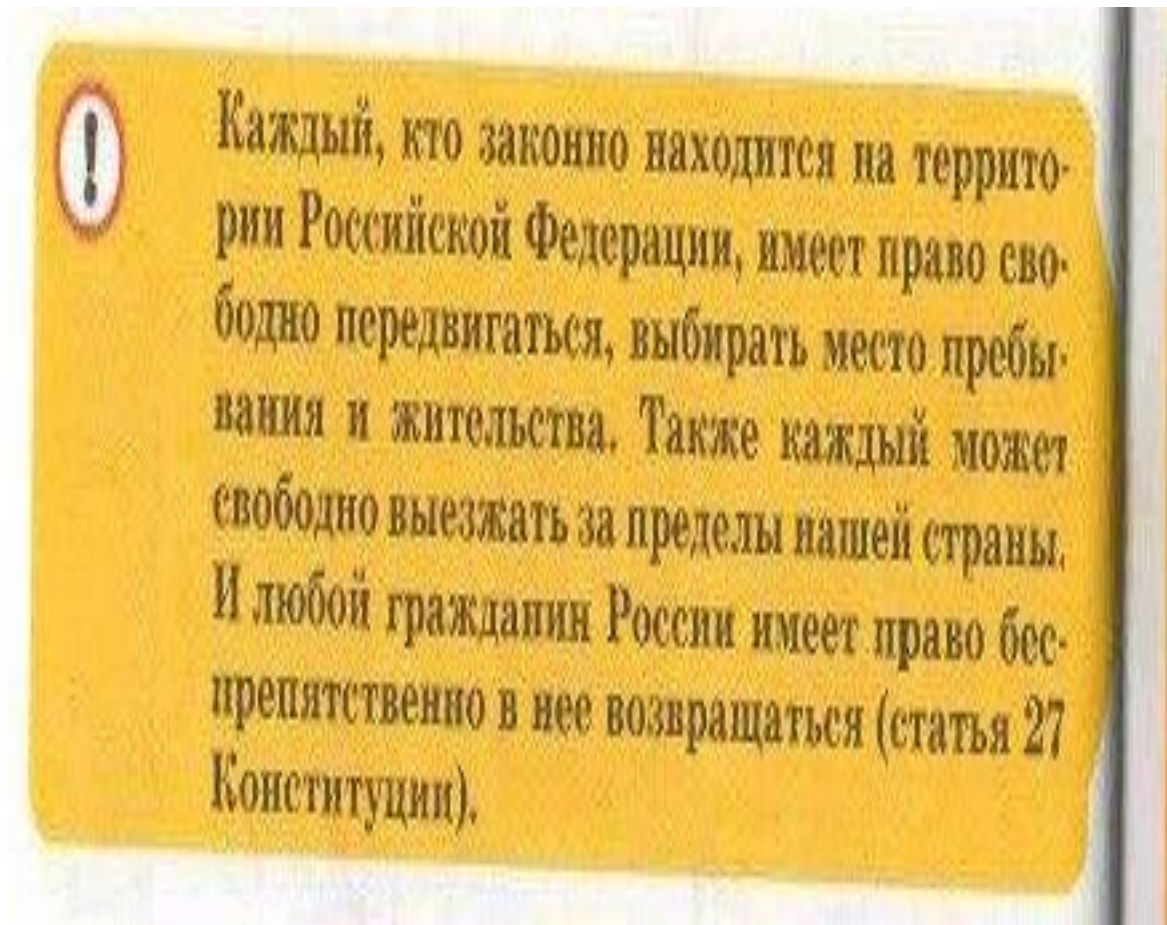 Каждый, кто законно находится на террито-
рии Российской Федерации, имеет право сво-
бодно передвигаться, выбирать место пребы-
вания и жительства. Также каждый может
свободно выезжать за пределы нашей страны.
И любой гражданин России имеет право бес-
препятственно в нее возвращаться (статья 27
Конституции).